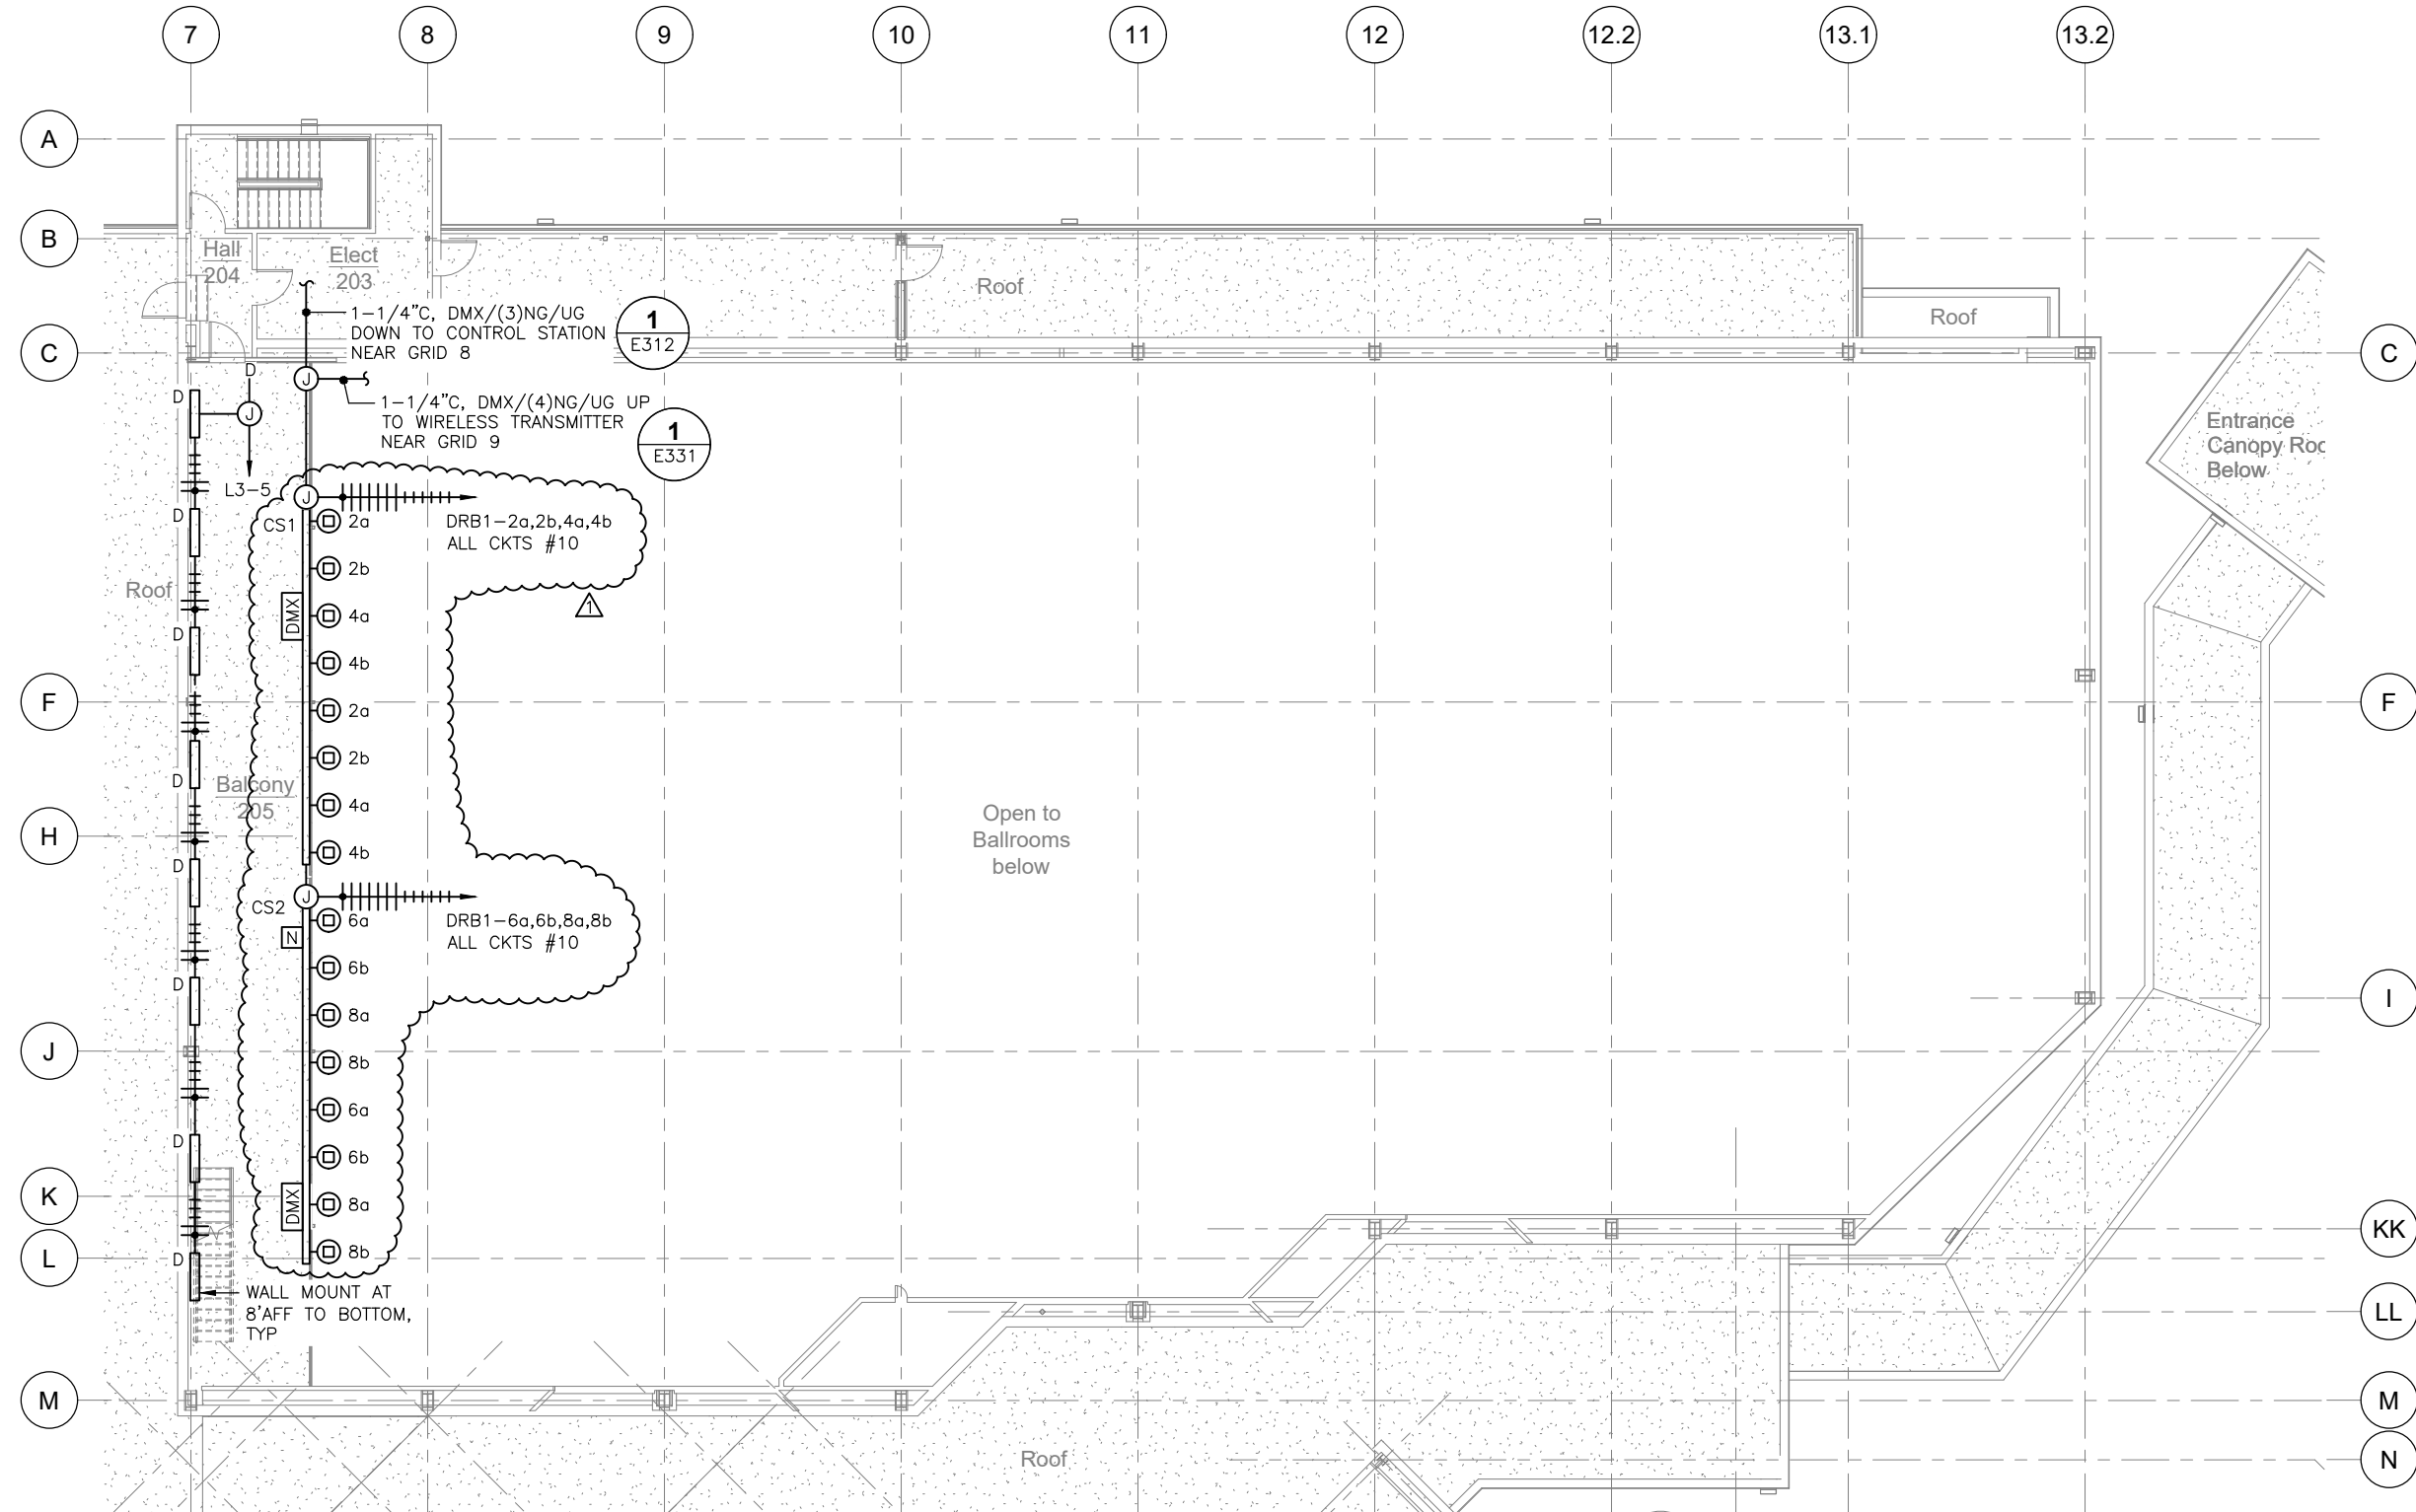 7
8
9
10
11
12
12.2
13.1
13.2
A
B
Hall
204
Elect
203
Roof
1-1/4"C, DMX/(3)NG/UG
DOWN TO CONTROL STATION
NEAR GRID 8
1
E312
Roof
C
C
D
J
D
J
1-1/4"C, DMX/(4)NG/UG UP
TO WIRELESS TRANSMITTER
NEAR GRID 9
1
E331
Entrance
Canopy
Below
L3-5
J
D
CS1
2a
DRB1-2a,2b,4a,4b
ALL CKTS #10
2b
Roof
DMX
4a
1
D
4b
F
2a
F
2b
D
Balcony
205
4a
Open to
Ballrooms
below
H
4b
D
J
CS2
6a
DRB1-6a,6b,8a,8b
ALL CKTS #10
N
6b
D
I
8a
J
8b
6a
D
6b
K
DMX
8a
KK
L
D
8b
WALL MOUNT AT
8'AFF TO BOTTOM,
TYP
LL
M
M
Roof
N